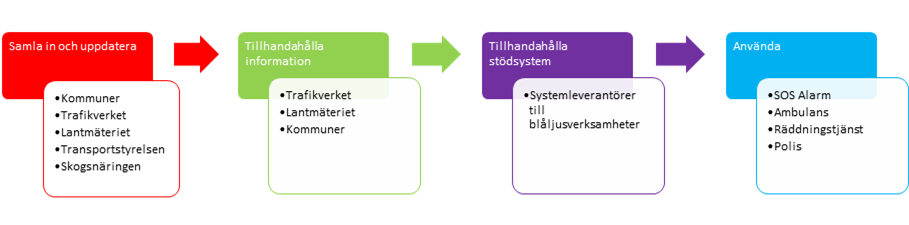 Samla in och uppdatera
•Kommuner
•Trafikverket
•Lantmäteriet
•Transportstyrelsen
•Skogsnäringen
Tillhandahålla
information
•Trafikverket
•Lantmäteriet
•Kommuner
Tillhandahålla
stödsystem
•Systemleverantörer
till
blåljusverksamheter
Använda
•SOS Alarm
•Ambulans
•Räddningstjänst
•Polis